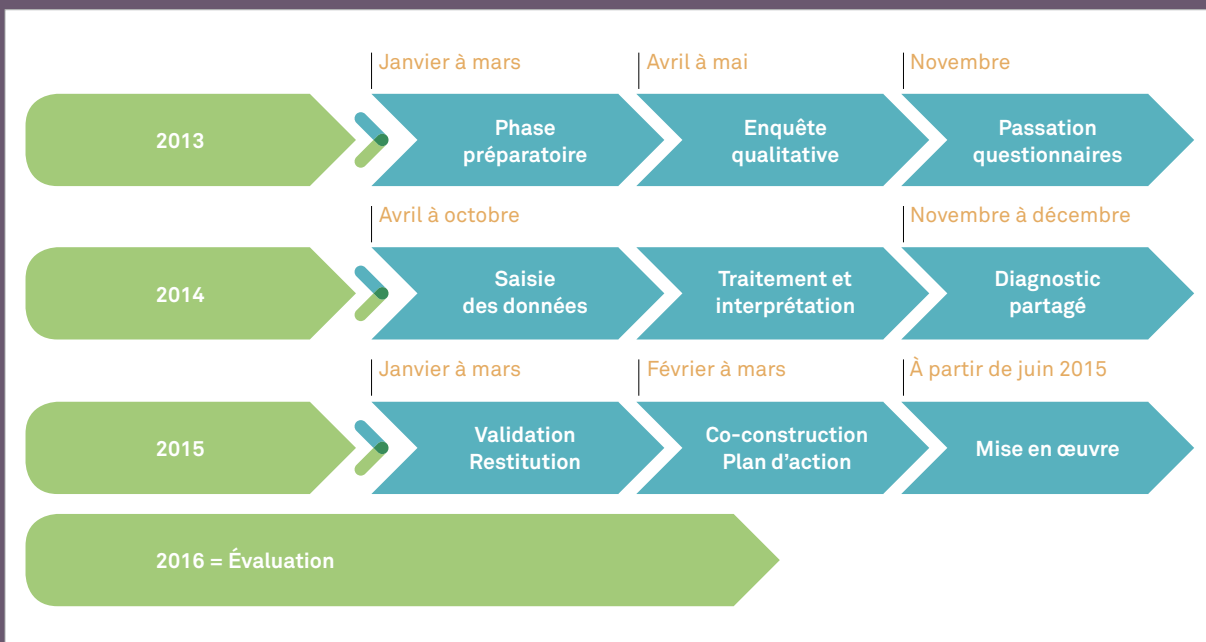 Janvier à mars
Avril à mai
Novembre
2013
Phase
préparatoire
Enquête
qualitative
Passation
questionnaires
Avril à octobre
Novembre à décembre
2014
Saisie
des données
Traitement et
interprétation
Diagnostic
partagé
Janvier à mars
Février à mars
À partir de juin 2015
2015
Validation
Restitution
Co-construction
Plan d'action
Mise en œuvre
2016 = Évaluation